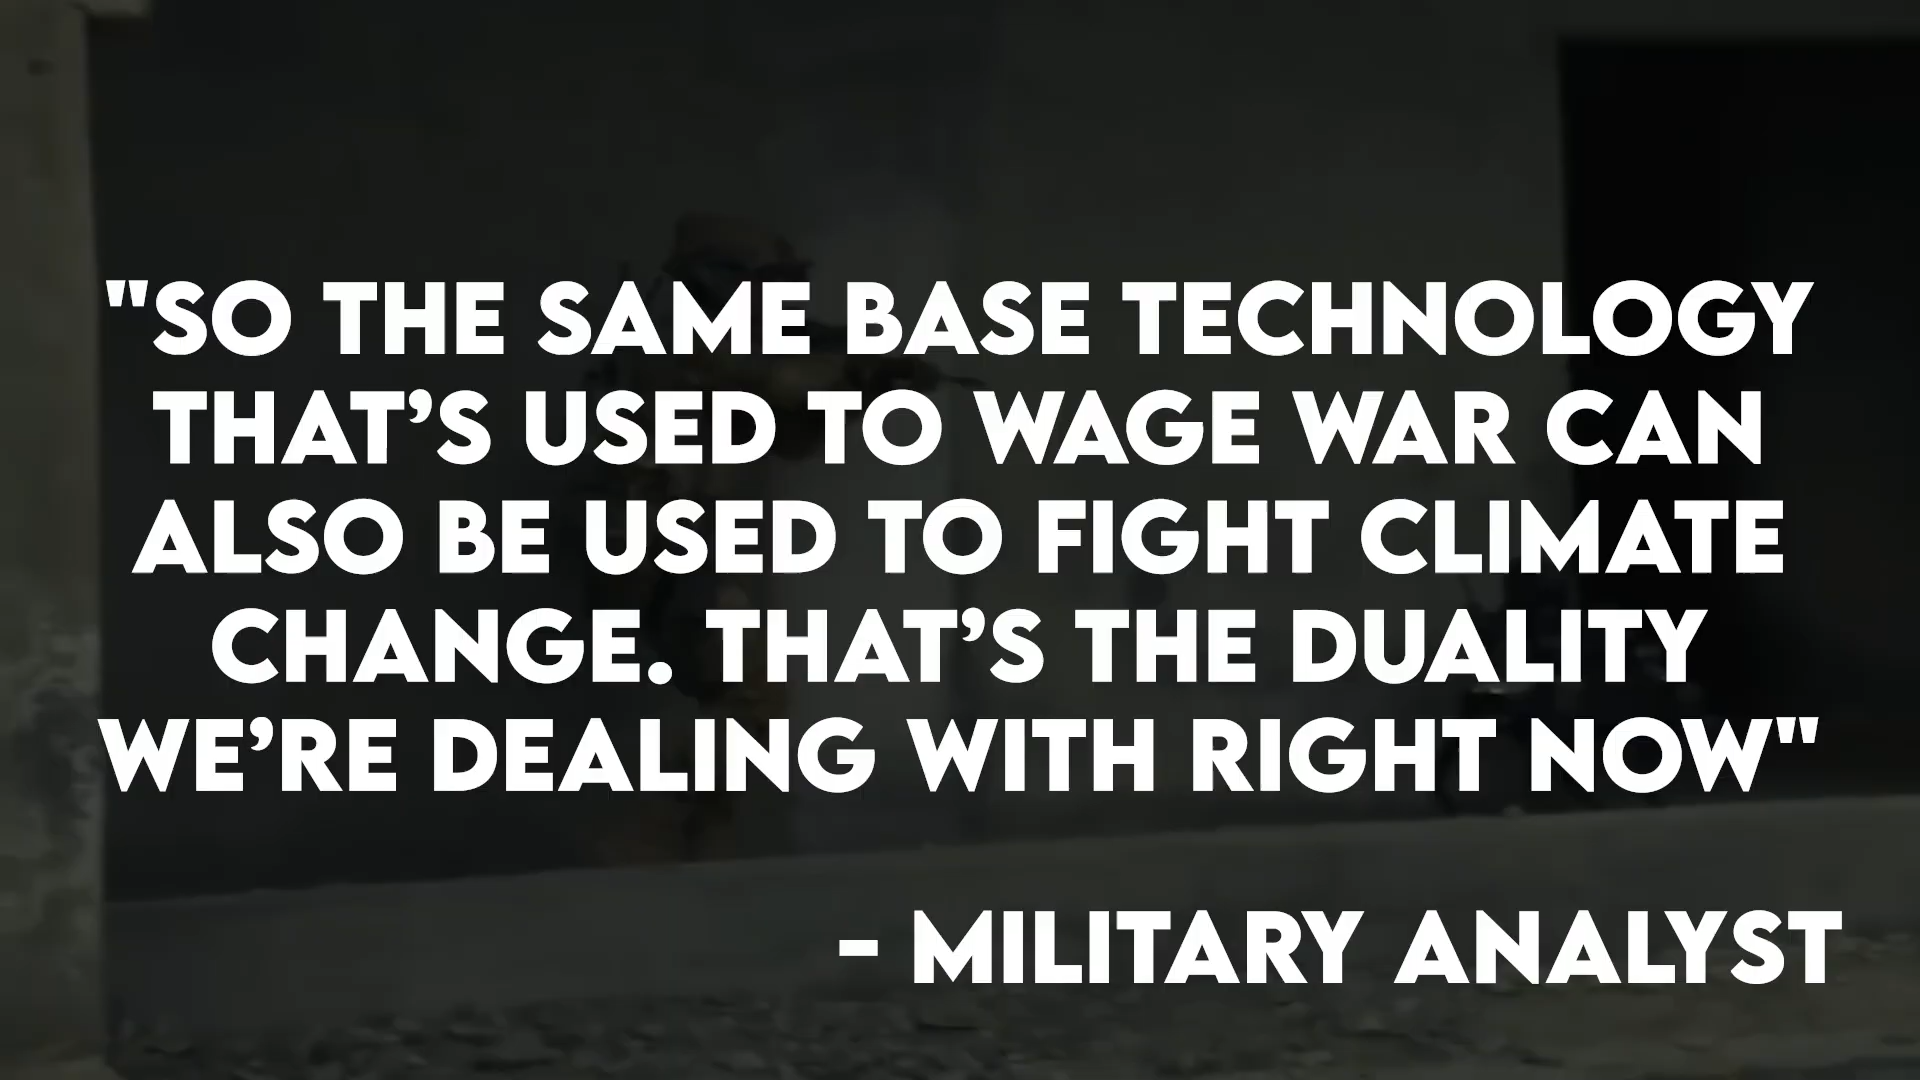 "SO THE SAME BASE TECHNOLOGY
THAT’S USED TO WAGE WAR CAN
ALSO BE USED TO FIGHT CLIMATE
CHANGE. THAT’S THE DUALITY
WE’RE DEALING WITH RIGHT NOW"
- MILITARY ANALYST